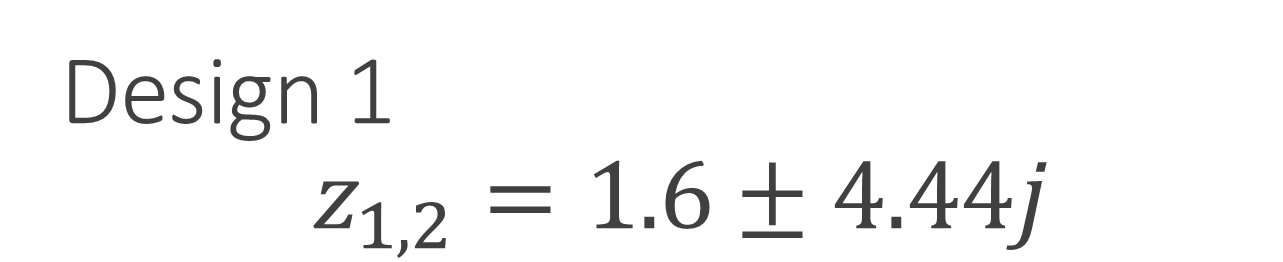 Design 1
z₁,₂ = 1.6 ± 4.44j